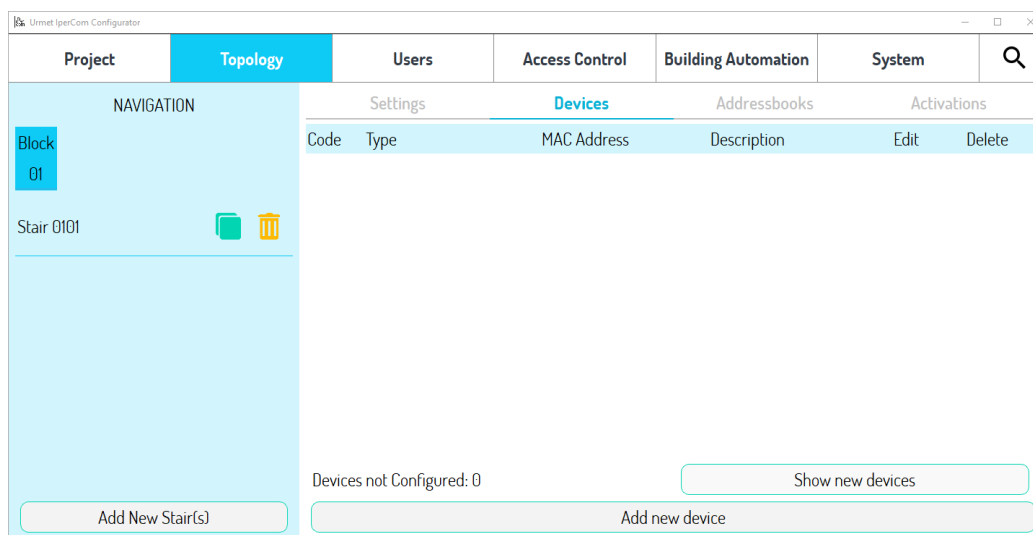 Urmet IperCom Configurator
Project Topology Users Access Control Building Automation System
NAVIGATION Settings Devices Addressbooks Activations
Block
01
Code Type MAC Address Description Edit Delete
Stair 0101
Devices not Configured: 0 Show new devices
Add New Stair(s) Add new device